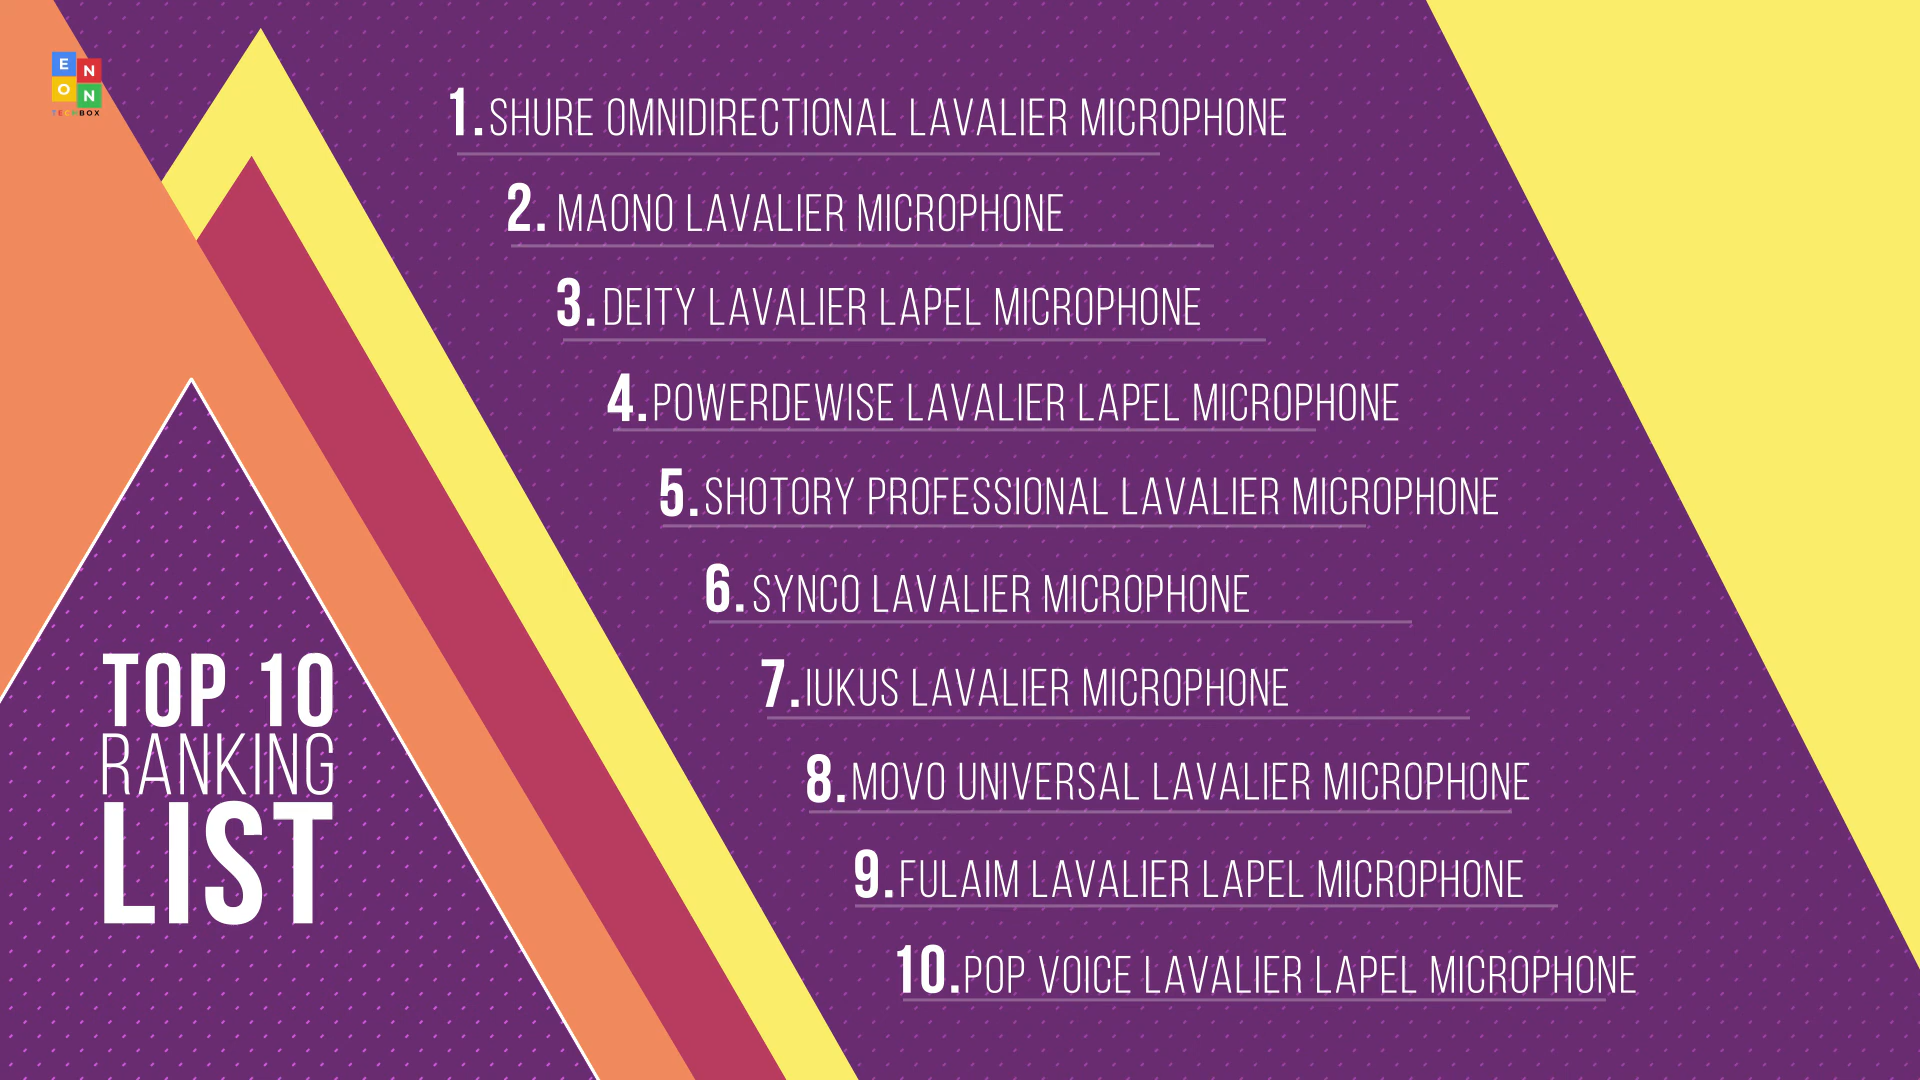 E N
O N
TECHBOX
1. SHURE OMNIDIRECTIONAL LAVALIER MICROPHONE
2. MAONO LAVALIER MICROPHONE
3. DEITY LAVALIER LAPEL MICROPHONE
4. POWERDEWISE LAVALIER LAPEL MICROPHONE
5. SHOTORY PROFESSIONAL LAVALIER MICROPHONE
6. SYNCO LAVALIER MICROPHONE
7. IUKUS LAVALIER MICROPHONE
8. MOVO UNIVERSAL LAVALIER MICROPHONE
9. FULAIM LAVALIER LAPEL MICROPHONE
10. POP VOICE LAVALIER LAPEL MICROPHONE
TOP 10
RANKING
LIST